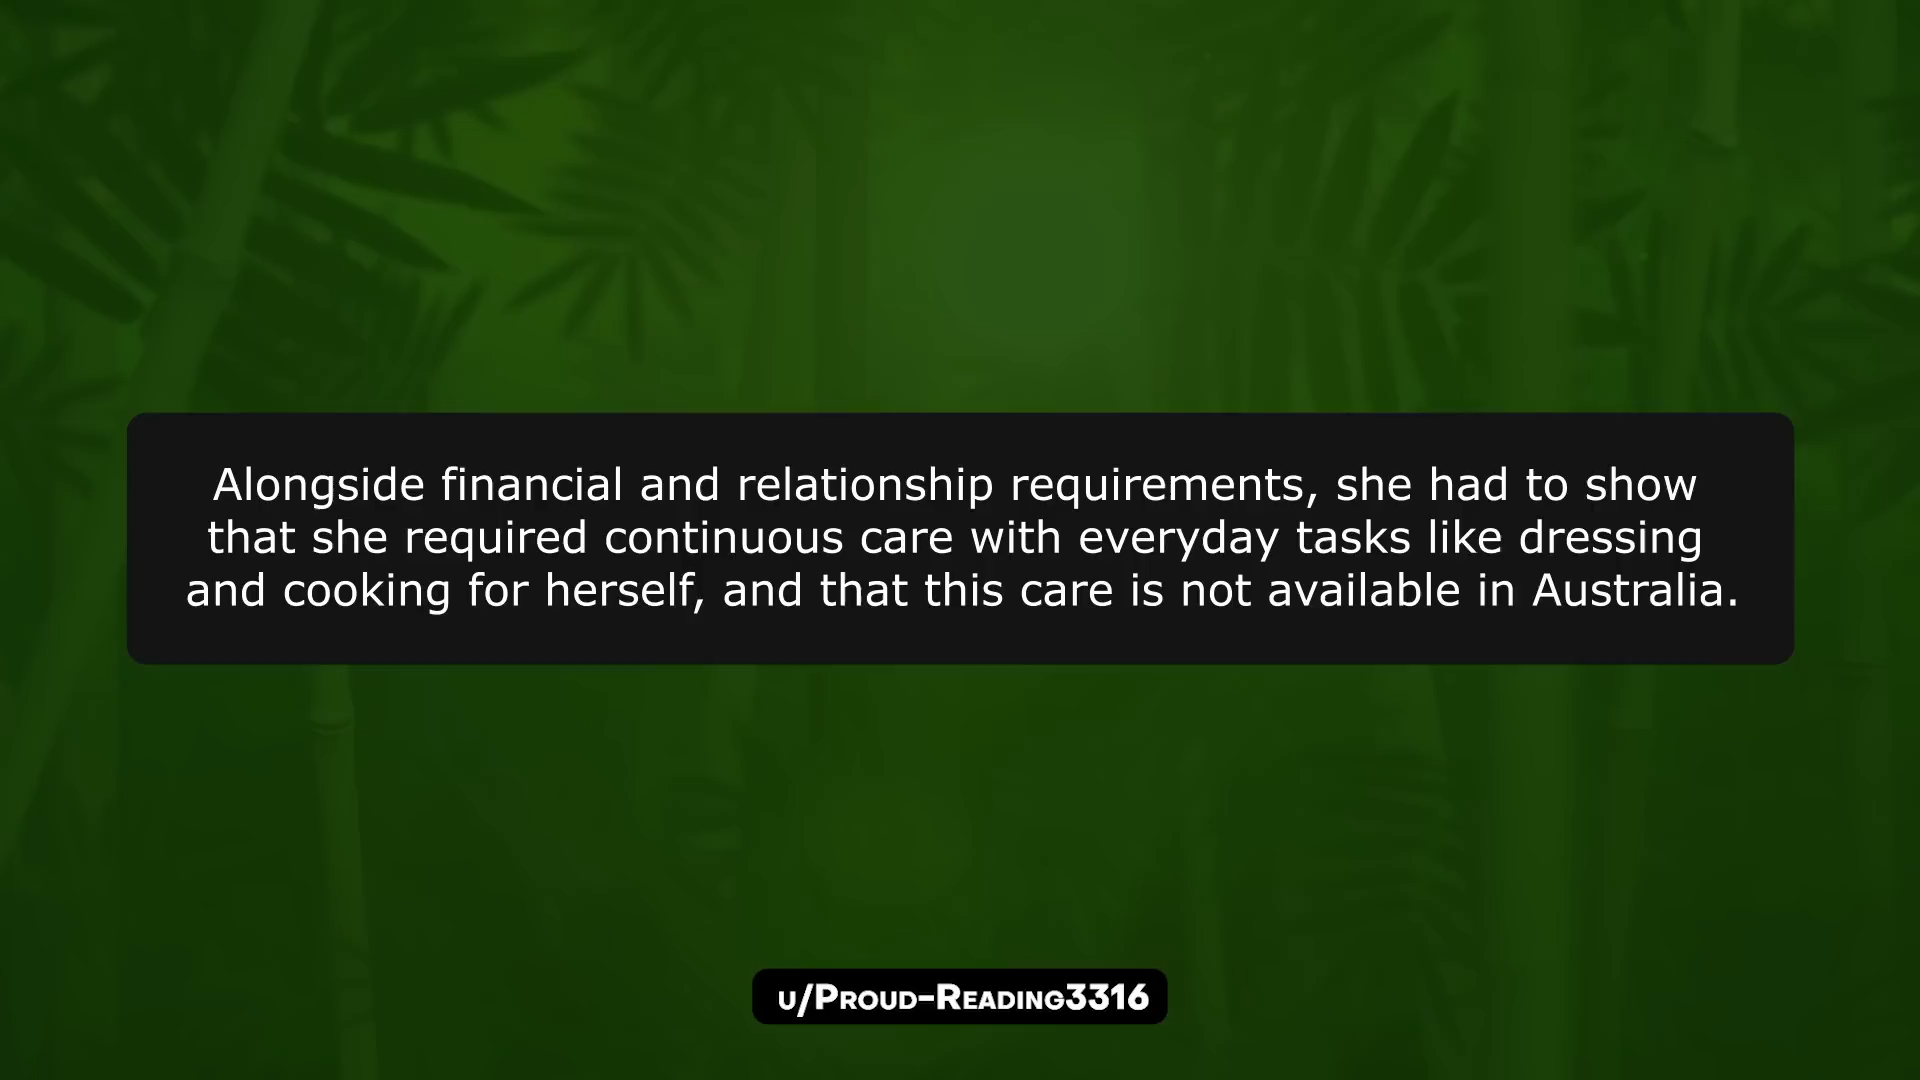 Alongside financial and relationship requirements, she had to show
that she required continuous care with everyday tasks like dressing
and cooking for herself, and that this care is not available in Australia.
u/Proud-Reading3316